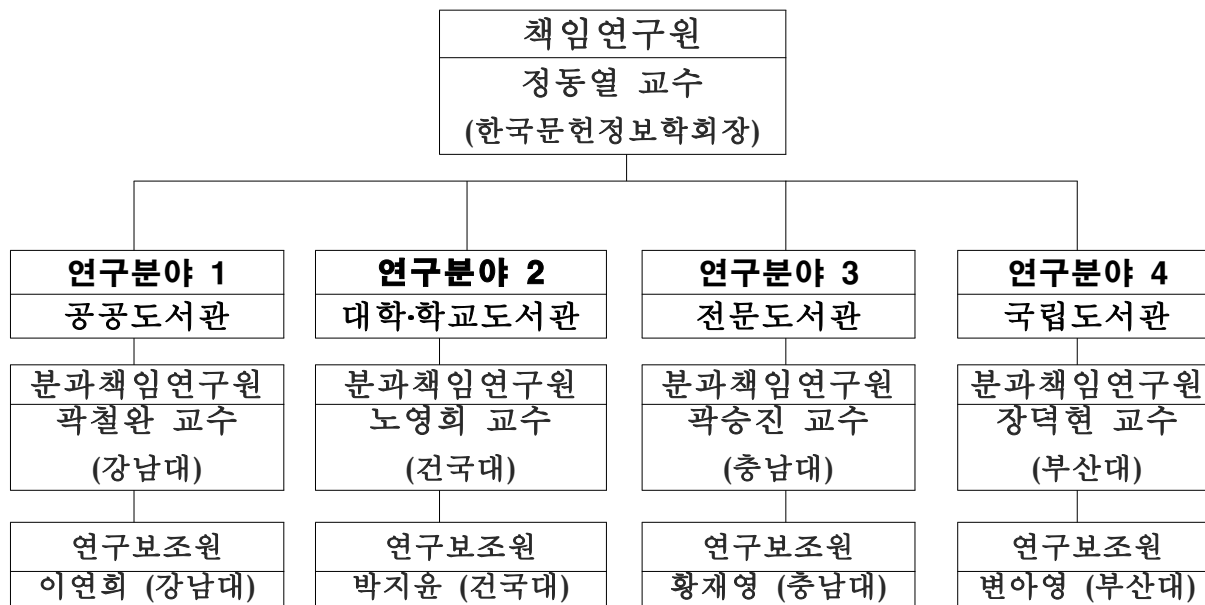 책임연구원
정동열 교수
(한국문헌정보학회장)
연구분야 1
공공도서관
분과책임연구원
곽철완 교수
(강남대)
연구보조원
이연희 (강남대)
연구분야 2
대학·학교도서관
분과책임연구원
노영희 교수
(건국대)
연구보조원
박지윤 (건국대)
연구분야 3
전문도서관
분과책임연구원
곽승진 교수
(충남대)
연구보조원
황재영 (충남대)
연구분야 4
국립도서관
분과책임연구원
장덕현 교수
(부산대)
연구보조원
변아영 (부산대)